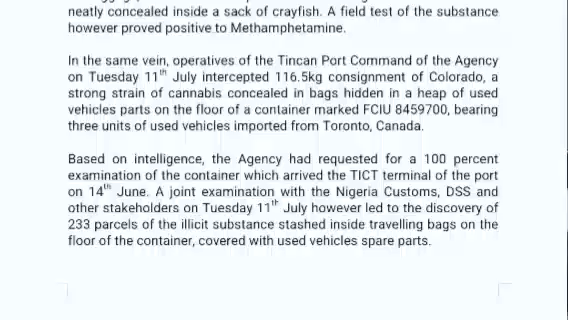 neatly concealed inside a sack of crayfish. A field test of the substance
however proved positive to Methamphetamine.
In the same vein, operatives of the Tincan Port Command of the Agency
on Tuesday 11th July intercepted 116.5kg consignment of Colorado, a
strong strain of cannabis concealed in bags hidden in a heap of used
vehicles parts on the floor of a container marked FCIU 8459700, bearing
three units of used vehicles imported from Toronto, Canada.
Based on intelligence, the Agency had requested for a 100 percent
examination of the container which arrived the TICT terminal of the port
on 14th June. A joint examination with the Nigeria Customs, DSS and
other stakeholders on Tuesday 11th July however led to the discovery of
233 parcels of the illicit substance stashed inside travelling bags on the
floor of the container, covered with used vehicles spare parts.